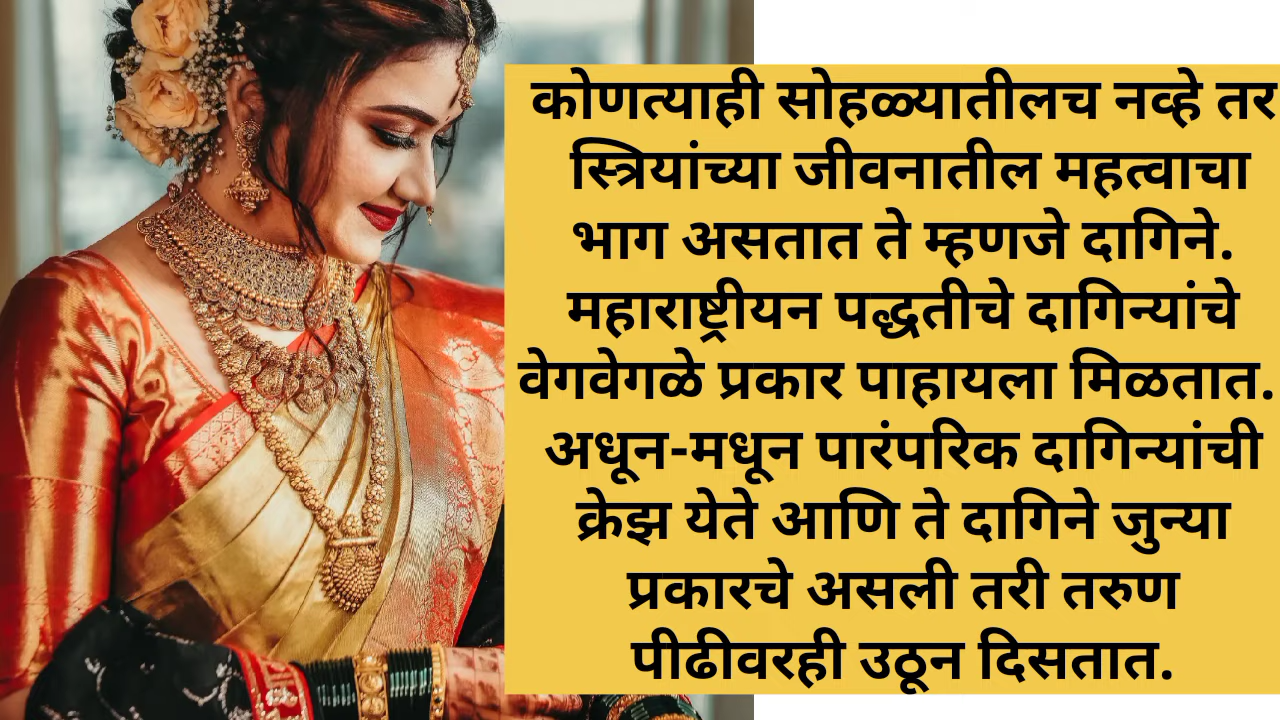 कोणत्याही सोहळ्यातीलच नव्हे तर
स्त्रियांच्या जीवनातील महत्वाचा
भाग असतात ते म्हणजे दागिने.
महाराष्ट्रीयन पद्धतीचे दागिन्यांचे
वेगवेगळे प्रकार पाहायला मिळतात.
अधून-मधून पारंपरिक दागिन्यांची
क्रेझ येते आणि ते दागिने जुन्या
प्रकारचे असली तरी तरुण
पीढीवरही उठून दिसतात.